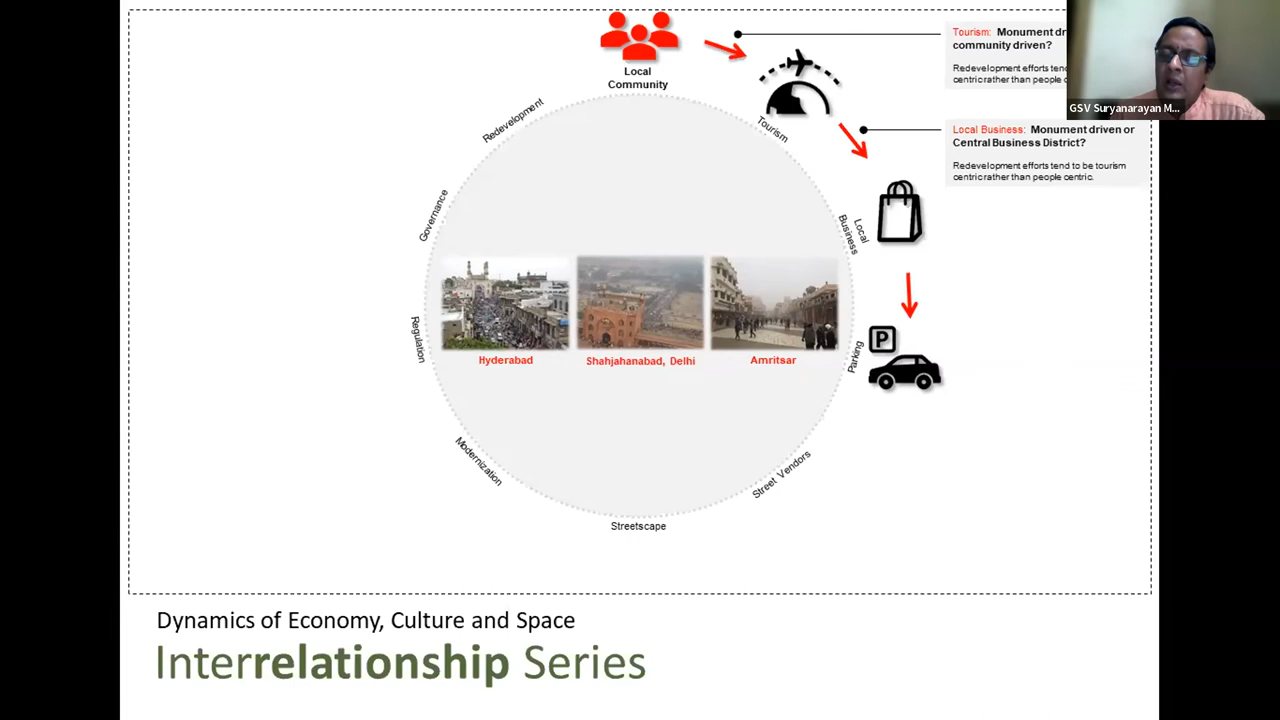 Local
Community
Tourism: Monument dr
community driven?
Redevelopment efforts tend
centric rather than people c
GSV Suryanarayan M...
Redevelopment
Tourism
Local Business: Monument driven or
Central Business District?
Redevelopment efforts tend to be tourism
centric rather than people centric.
Governance
Local
Business
Regulation
Hyderabad
Shahjahanabad, Delhi
Amritsar
P
Parking
Modernization
Street Vendors
Streetscape
Dynamics of Economy, Culture and Space
Interrelationship Series